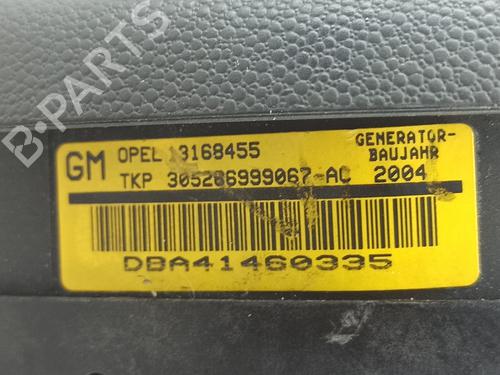 B-PARTS
GM OPEL 13168455 GENERATOR-
BAUJAHR
TKP 305286999067-AC 2004
DBA41460335